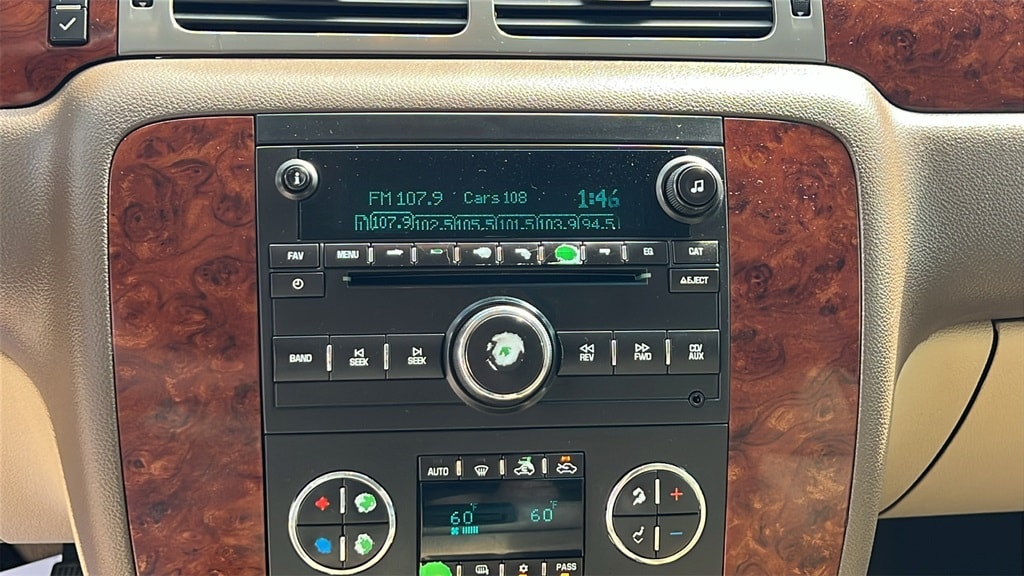 FM 107.9 Cars 108 1:46
107.9 102.5 105.5 101.5 103.9 94.5
FAV MENU EQ CAT
EJECT
BAND SEEK SEEK REV FWD CD/AUX
AUTO
60°F 60°F
PASS